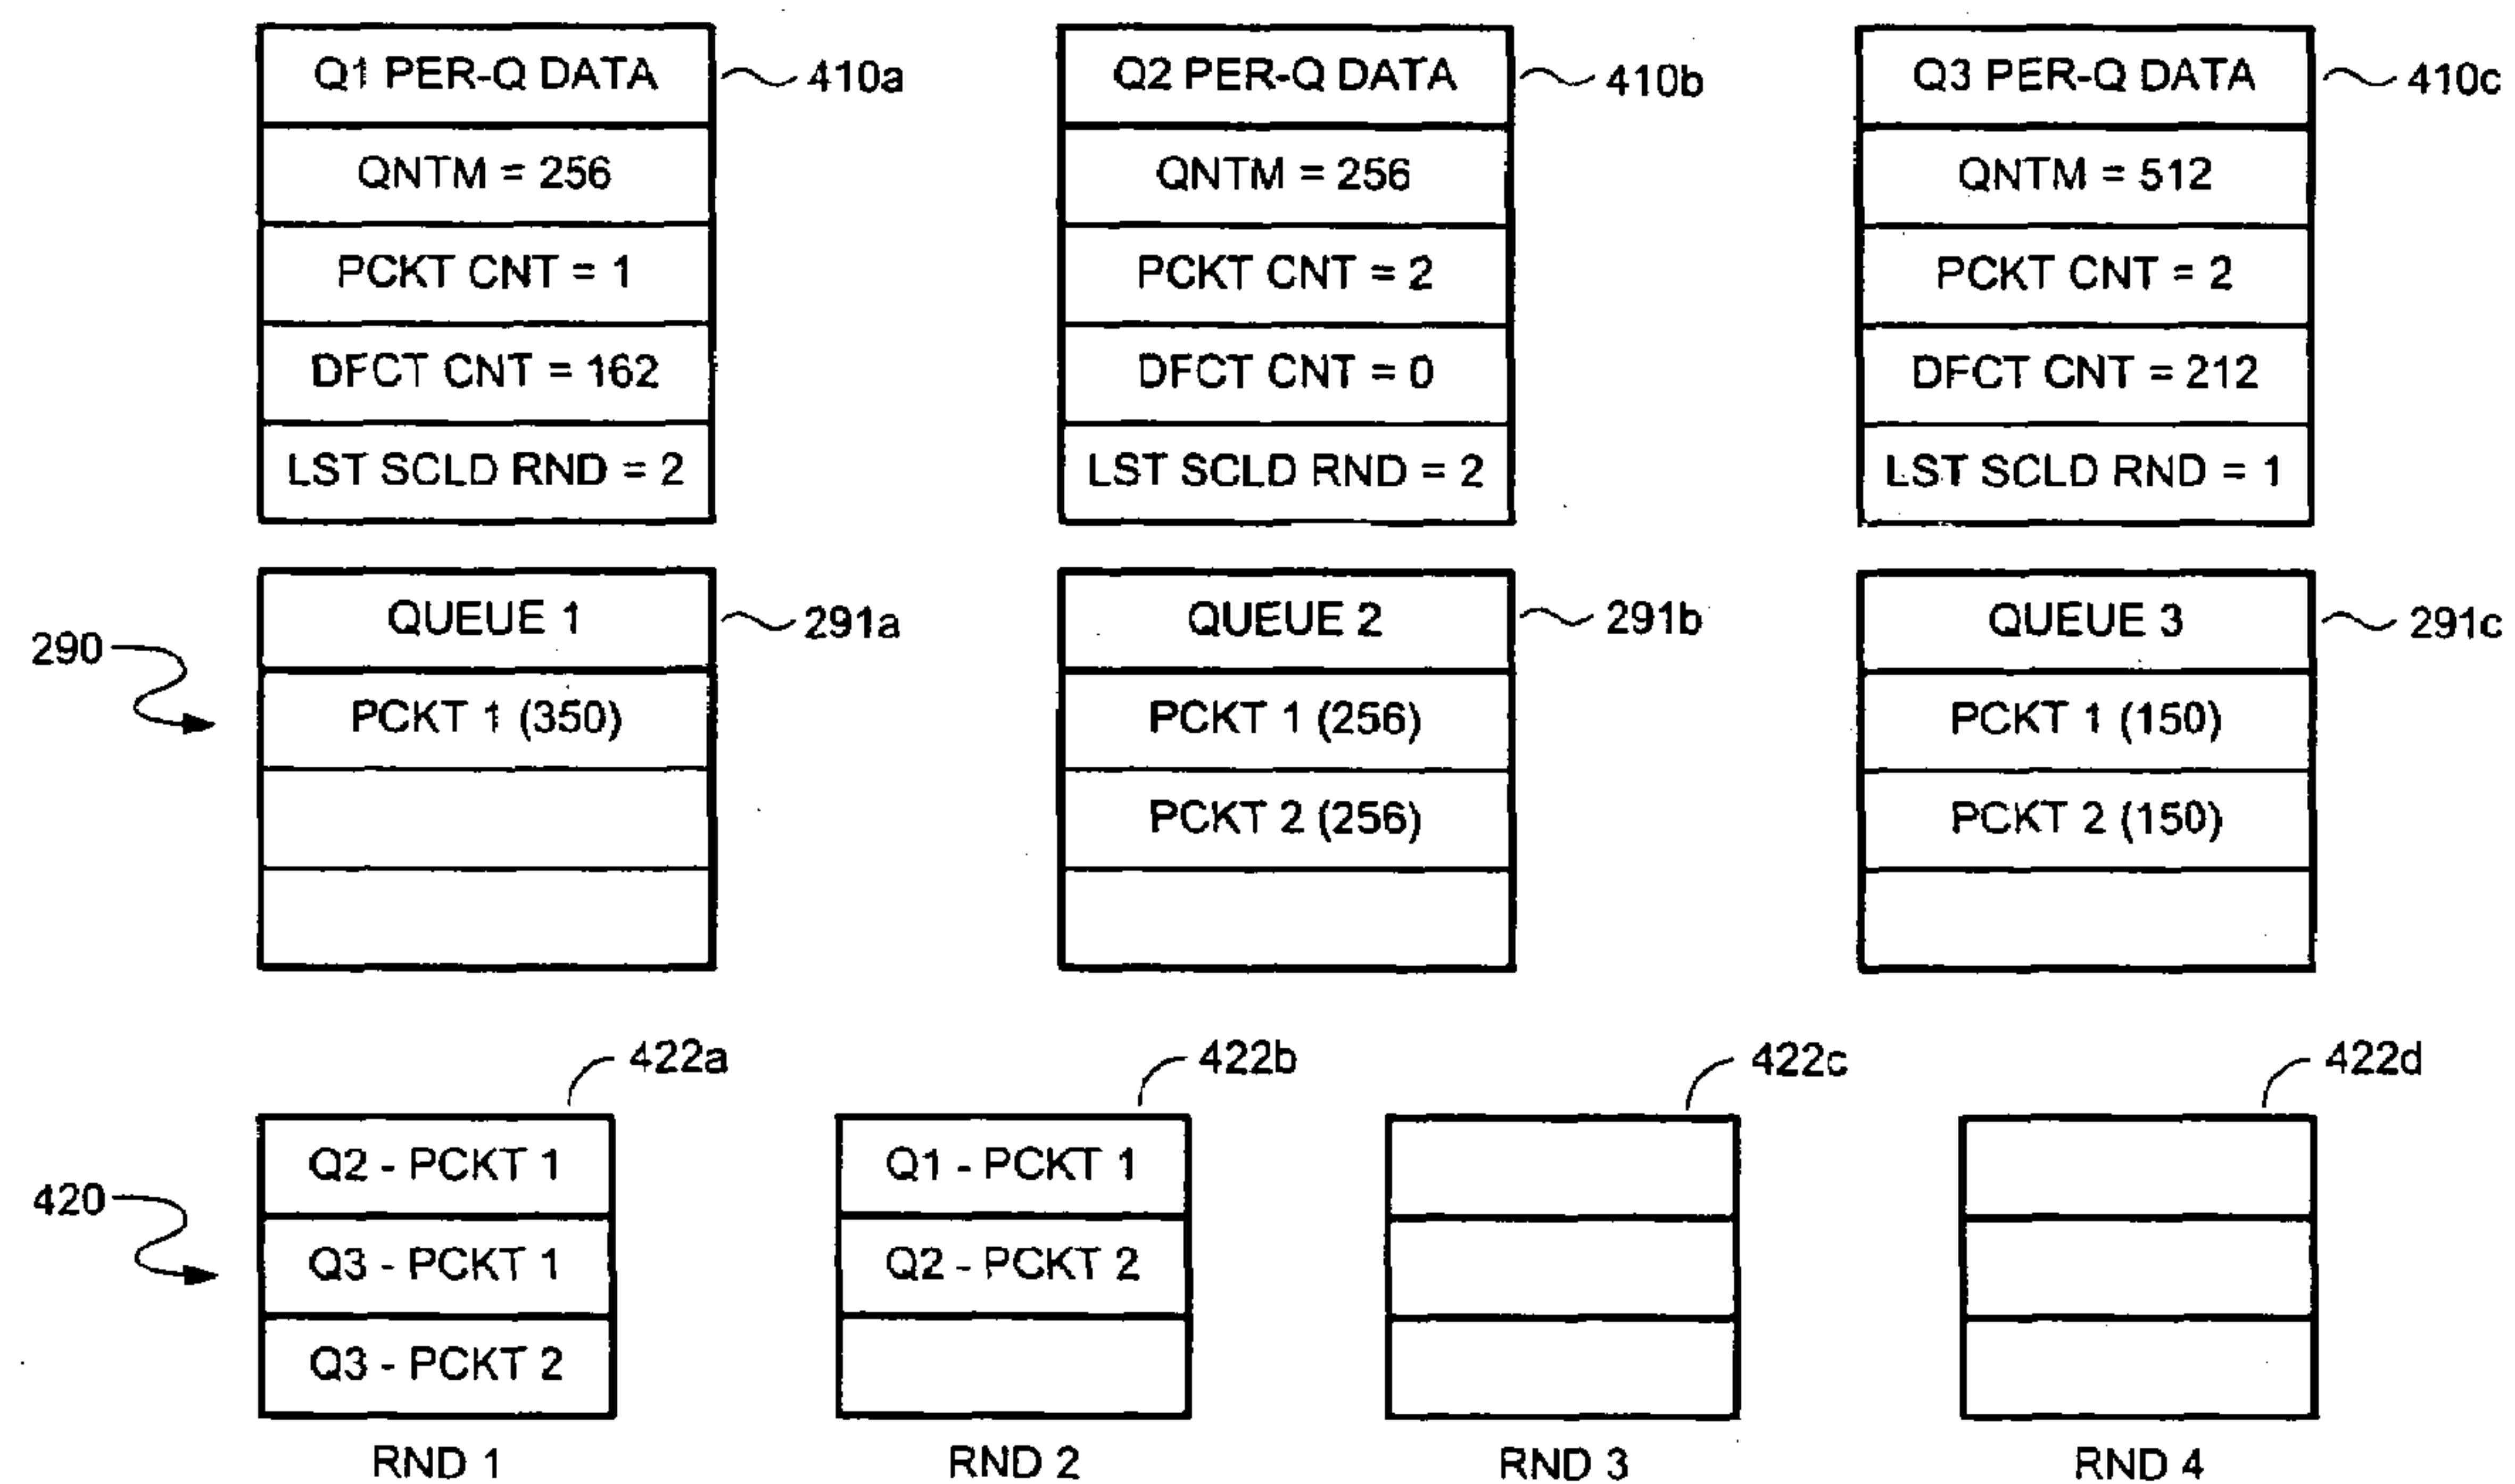 Q1 PER-Q DATA
410a
Q2 PER-Q DATA
410b
Q3 PER-Q DATA
410c
QNTM = 256
QNTM = 256
QNTM = 512
PCKT CNT = 1
PCKT CNT = 2
PCKT CNT = 2
DFCT CNT = 162
DFCT CNT = 0
DFCT CNT = 212
LST SCLD RND = 2
LST SCLD RND = 2
LST SCLD RND = 1
290
QUEUE 1
291a
QUEUE 2
291b
QUEUE 3
291c
PCKT 1 (350)
PCKT 1 (256)
PCKT 1 (150)
PCKT 2 (256)
PCKT 2 (150)
422a
422b
422c
422d
420
Q2 - PCKT 1
Q1 - PCKT 1
Q3 - PCKT 1
Q2 - PCKT 2
Q3 - PCKT 2
RND 1
RND 2
RND 3
RND 4